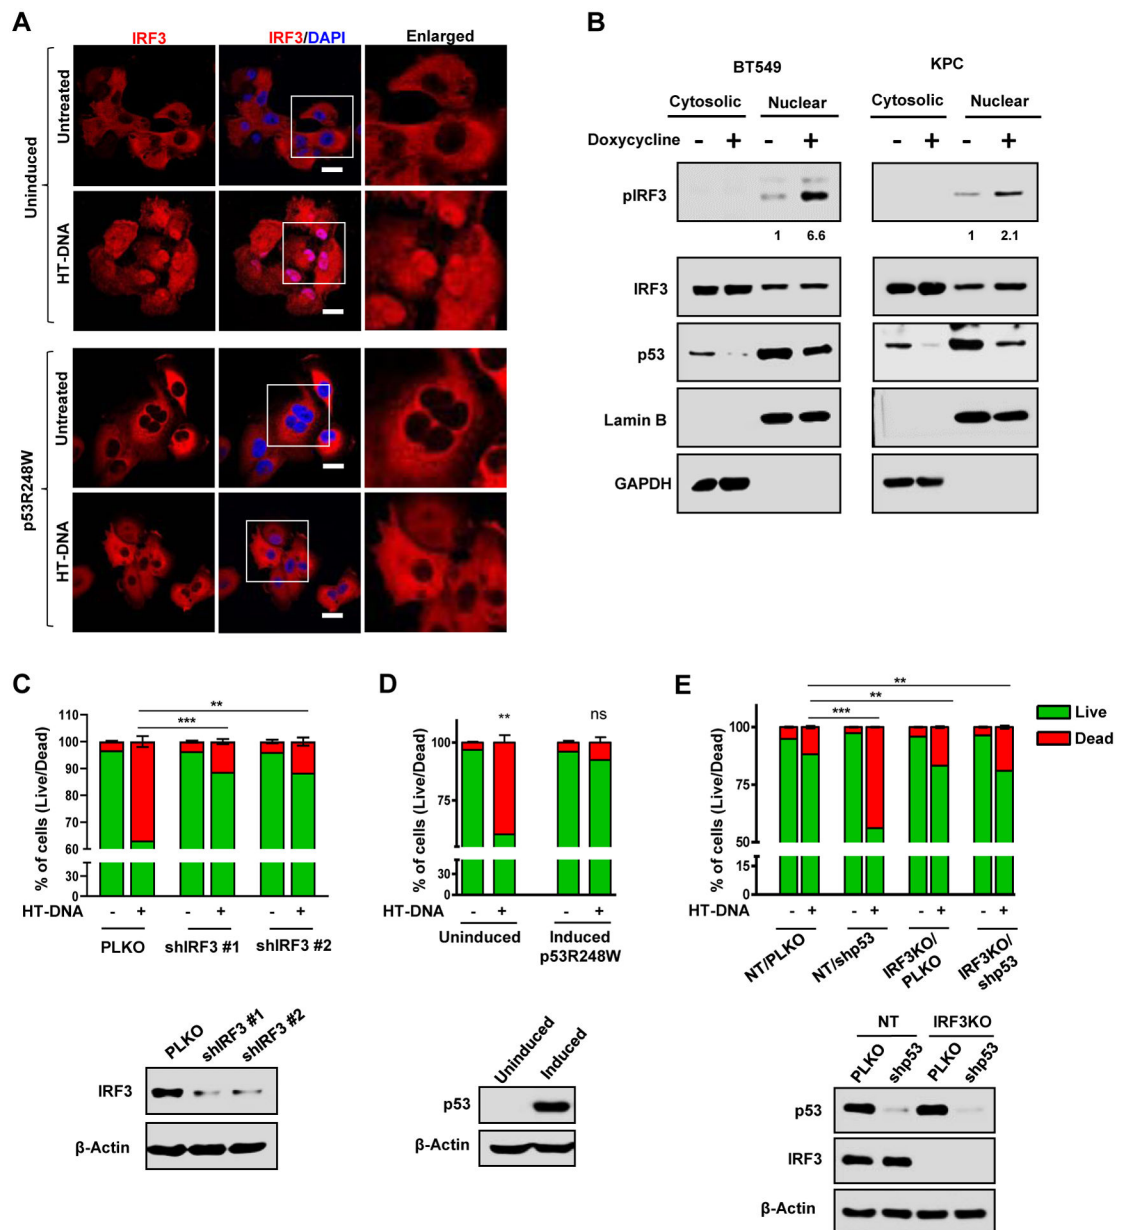 A
IRF3 IRF3/DAPI Enlarged
Uninduced
Untreated
HT-DNA
p53R248W
Untreated
HT-DNA
B
BT549 KPC
Cytosolic Nuclear Cytosolic Nuclear
Doxycycline - + - + - + - +
pIRF3
1 6.6 1 2.1
IRF3
p53
Lamin B
GAPDH
C
% of cells (Live/Dead)
110
100
90
80
70
60
30
0
** 
***
HT-DNA - + - + - +
PLKO shIRF3 #1 shIRF3 #2
PLKO shIRF3 #1 shIRF3 #2
IRF3
β-Actin
D
% of cells (Live/Dead)
100
75
30
0
** ns
HT-DNA - + - +
Uninduced Induced
p53R248W
Uninduced Induced
p53
β-Actin
E
% of cells (Live/Dead)
100
75
50
15
0
**
**
***
Live
Dead
HT-DNA - + - + - + - +
NT/PLKO NT/shp53 IRF3KO/
PLKO IRF3KO/
shp53
NT IRF3KO
PLKO shp53 PLKO shp53
p53
IRF3
β-Actin